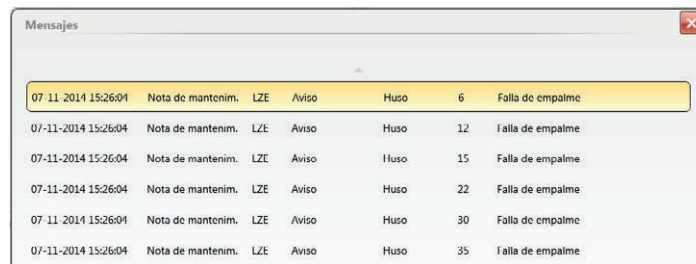 Mensajes
07-11-2014 15:26:04 Nota de mantenim. LZE Aviso Huso 6 Falla de empalme
07-11-2014 15:26:04 Nota de mantenim. LZE Aviso Huso 12 Falla de empalme
07-11-2014 15:26:04 Nota de mantenim. LZE Aviso Huso 15 Falla de empalme
07-11-2014 15:26:04 Nota de mantenim. LZE Aviso Huso 22 Falla de empalme
07-11-2014 15:26:04 Nota de mantenim. LZE Aviso Huso 30 Falla de empalme
07-11-2014 15:26:04 Nota de mantenim. LZE Aviso Huso 35 Falla de empalme